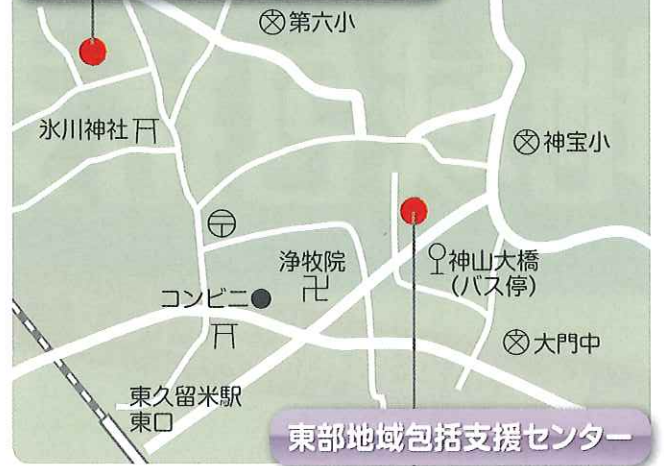 第六小
氷川神社
神宝小
浄牧院
神山大橋
(バス停)
コンビニ
大門中
東久留米駅
東口
東部地域包括支援センター